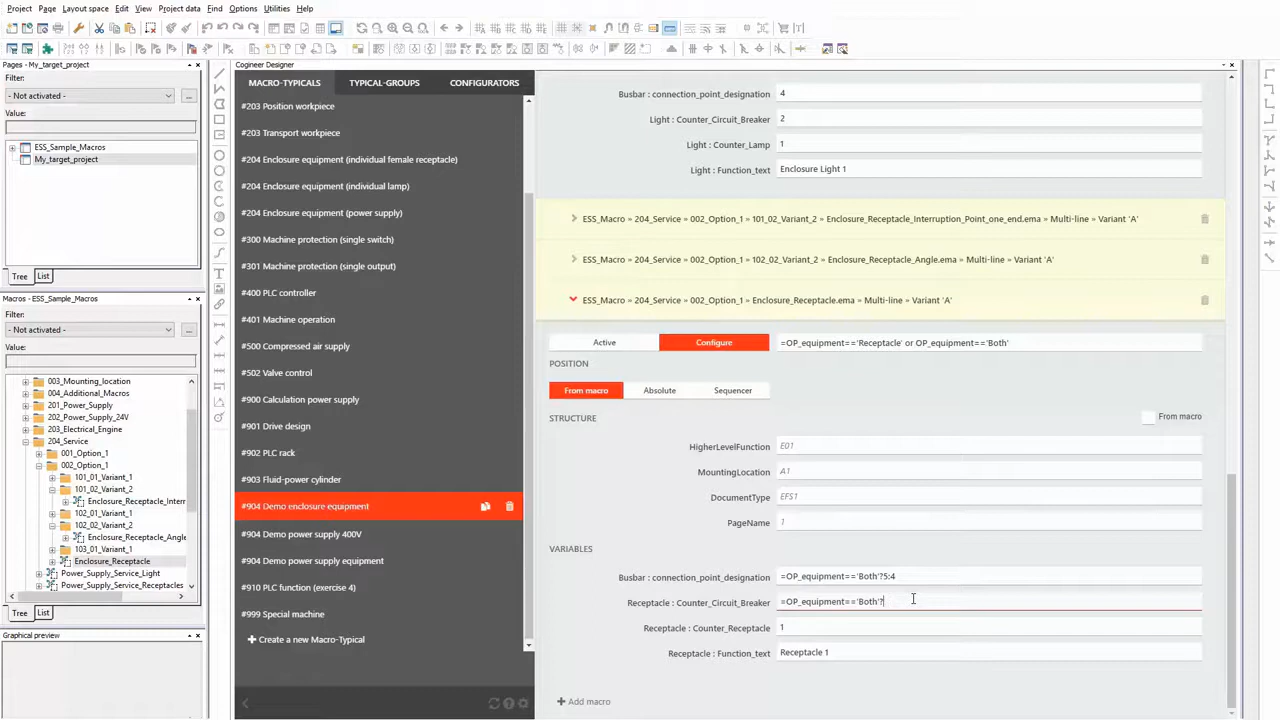 Project Page Layout space Edit View Project data Find Options Utilities Help
Pages - My_target_project
Filter:
- Not activated -
...
Value:
ESS_Sample_Macros
My_target_project
Tree List
Macros - ESS_Sample_Macros
Filter:
- Not activated -
...
Value:
003_Mounting_location
004_Additional_Macros
201_Power_Supply
202_Power_Supply_24V
203_Electrical_Engine
204_Service
001_Option_1
002_Option_1
101_01_Variant_1
101_02_Variant_2
Enclosure_Receptacle_Interr
102_01_Variant_1
102_02_Variant_2
Enclosure_Receptacle_Angle
103_01_Variant_1
Enclosure_Receptacle
Power_Supply_Service_Light
Power_Supply_Service_Receptacles
Tree List
Graphical preview
Cogineer Designer
MACRO-TYPICALS TYPICAL-GROUPS CONFIGURATORS
#203 Position workpiece
#203 Transport workpiece
#204 Enclosure equipment (individual female receptacle)
#204 Enclosure equipment (individual lamp)
#204 Enclosure equipment (power supply)
#300 Machine protection (single switch)
#301 Machine protection (single output)
#400 PLC controller
#401 Machine operation
#500 Compressed air supply
#502 Valve control
#900 Calculation power supply
#901 Drive design
#902 PLC rack
#903 Fluid-power cylinder
#904 Demo enclosure equipment
#904 Demo power supply 400V
#904 Demo power supply equipment
#910 PLC function (exercise 4)
#999 Special machine
+ Create a new Macro-Typical
Busbar : connection_point_designation 4
Light : Counter_Circuit_Breaker 2
Light : Counter_Lamp 1
Light : Function_text Enclosure Light 1
ESS_Macro » 204_Service » 002_Option_1 » 101_02_Variant_2 » Enclosure_Receptacle_Interruption_Point_one_end.ema » Multi-line » Variant 'A'
ESS_Macro » 204_Service » 002_Option_1 » 102_02_Variant_2 » Enclosure_Receptacle_Angle.ema » Multi-line » Variant 'A'
ESS_Macro » 204_Service » 002_Option_1 » Enclosure_Receptacle.ema » Multi-line » Variant 'A'
Active Configure =OP_equipment=='Receptacle' or OP_equipment=='Both'
POSITION
From macro Absolute Sequencer
STRUCTURE From macro
HigherLevelFunction E01
MountingLocation A1
DocumentType EFS1
PageName 1
VARIABLES
Busbar : connection_point_designation =OP_equipment=='Both'?5:4
Receptacle : Counter_Circuit_Breaker =OP_equipment=='Both'?
Receptacle : Counter_Receptacle 1
Receptacle : Function_text Receptacle 1
+ Add macro